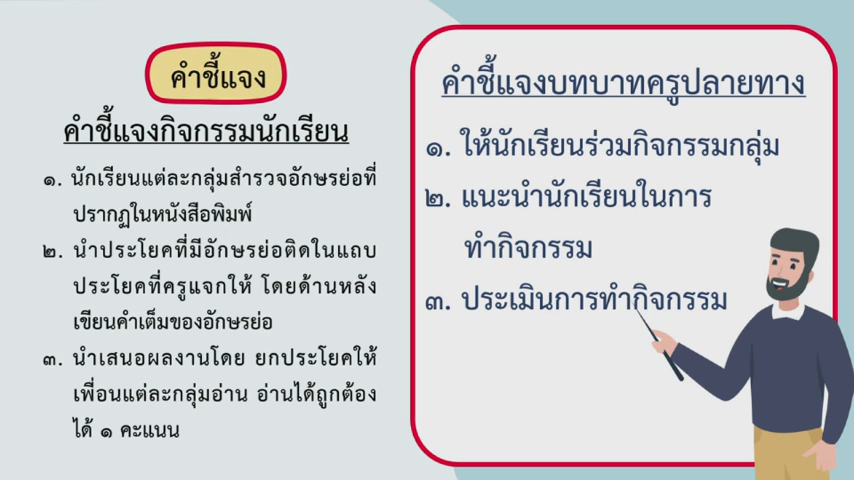 คำชี้แจง
คำชี้แจงกิจกรรมนักเรียน
๑. นักเรียนแต่ละกลุ่มสำรวจอักษรย่อที่
ปรากฏในหนังสือพิมพ์
๒. นำประโยคที่มีอักษรย่อติดในแถบ
ประโยคที่ครูแจกให้ โดยด้านหลัง
เขียนคำเต็มของอักษรย่อ
๓. นำเสนอผลงานโดย ยกประโยคให้
เพื่อนแต่ละกลุ่มอ่าน อ่านได้ถูกต้อง
ได้ ๑ คะแนน
คำชี้แจงบทบาทครูปลายทาง
๑. ให้นักเรียนร่วมกิจกรรมกลุ่ม
๒. แนะนำนักเรียนในการ
ทำกิจกรรม
๓. ประเมินการทำกิจกรรม